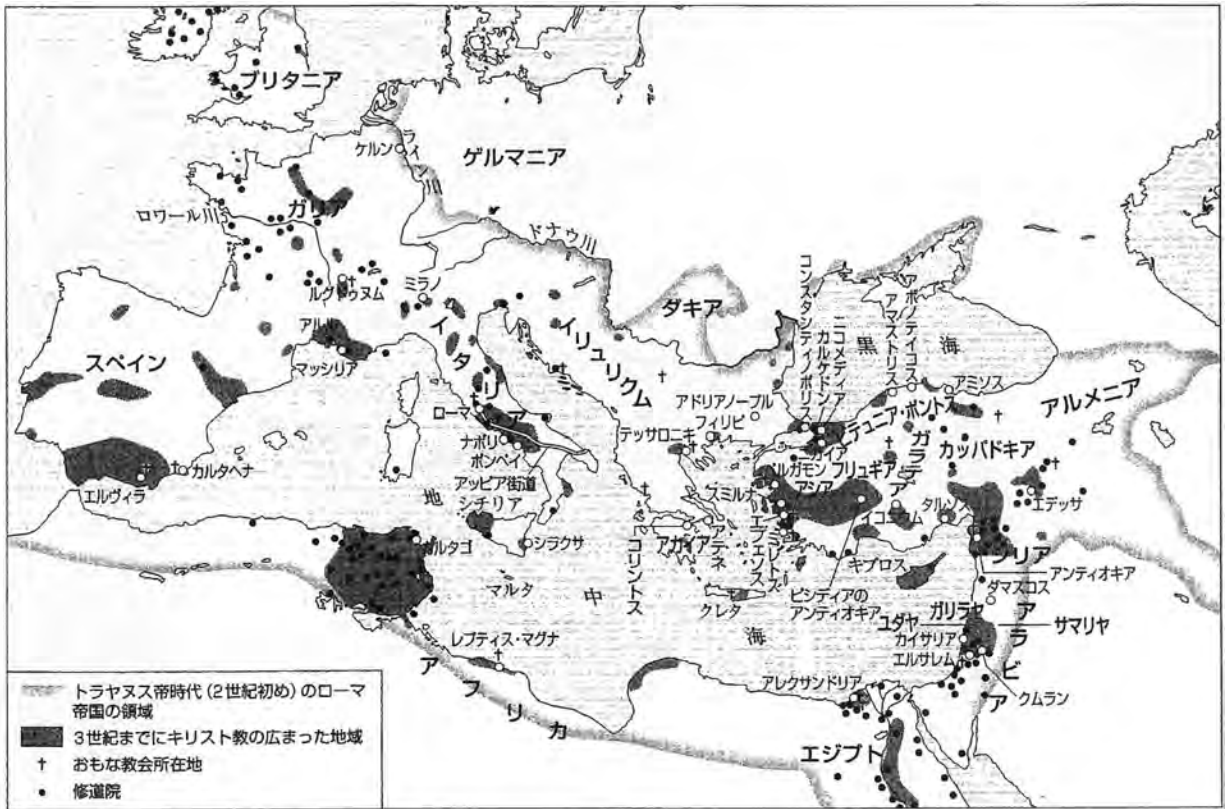 ブリタニア
ケルン
ライン川
ゲルマニア
ガリア
ロワール川
ドナウ川
ルグドゥヌム
ミラノ
イタリア
イリュリクム
ダキア
コンスタンティノポリス
カルケドン
ニコメディア
アマストリス
アボノテイコス
黒海
アミソス
アルメニア
スペイン
アルル
マッシリア
ローマ
ナポリ
ポンペイ
アッピア街道
シチリア
アドリアノープル
フィリピ
テッサロニキ
ビテュニア・ポントス
ニカイア
ガラテア
カッパドキア
ペルガモン
フリュギア
アジア
スミルナ
エフェソス
ミレトス
イコニウム
タルソス
エデッサ
シリア
アンティオキア
カルタヘナ
エルヴィラ
地中海
カルタゴ
シラクサ
マルタ
コリントス
アカイア
アテネ
クレタ
キプロス
ピシディアの
アンティオキア
ダマスコス
ガリラヤ
ユダヤ
サマリヤ
カイサリア
エルサレム
アラビア
クムラン
レプティス・マグナ
アフリカ
アレクサンドリア
エジプト
トラヤヌス帝時代(2世紀初め)のローマ
帝国の領域
3世紀までにキリスト教の広まった地域
おもな教会所在地
修道院